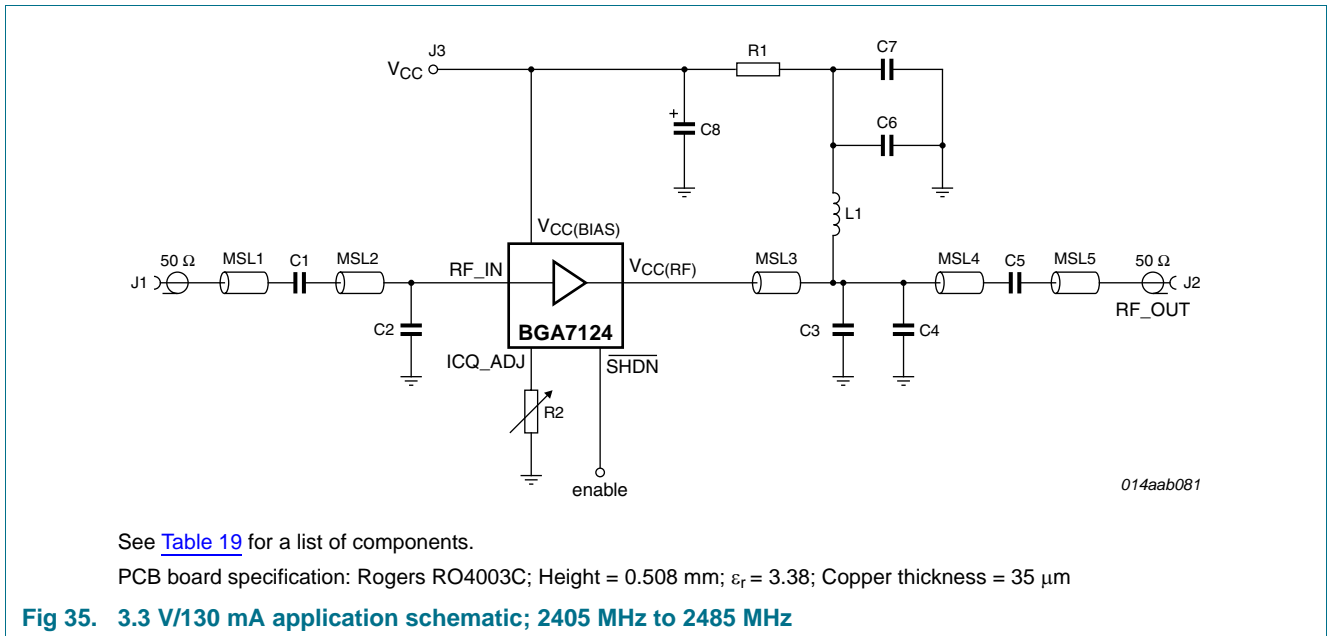 J3
VCC
R1
C7
C8
C6
L1
VCC(BIAS)
50 Ω
MSL1
C1
MSL2
RF_IN
VCC(RF)
MSL3
MSL4
C5
MSL5
50 Ω
J1
J2
RF_OUT
C2
BGA7124
C3
C4
ICQ_ADJ
SHDN
R2
enable
014aab081
See Table 19 for a list of components.
PCB board specification: Rogers RO4003C; Height = 0.508 mm; εr = 3.38; Copper thickness = 35 μm
Fig 35. 3.3 V/130 mA application schematic; 2405 MHz to 2485 MHz